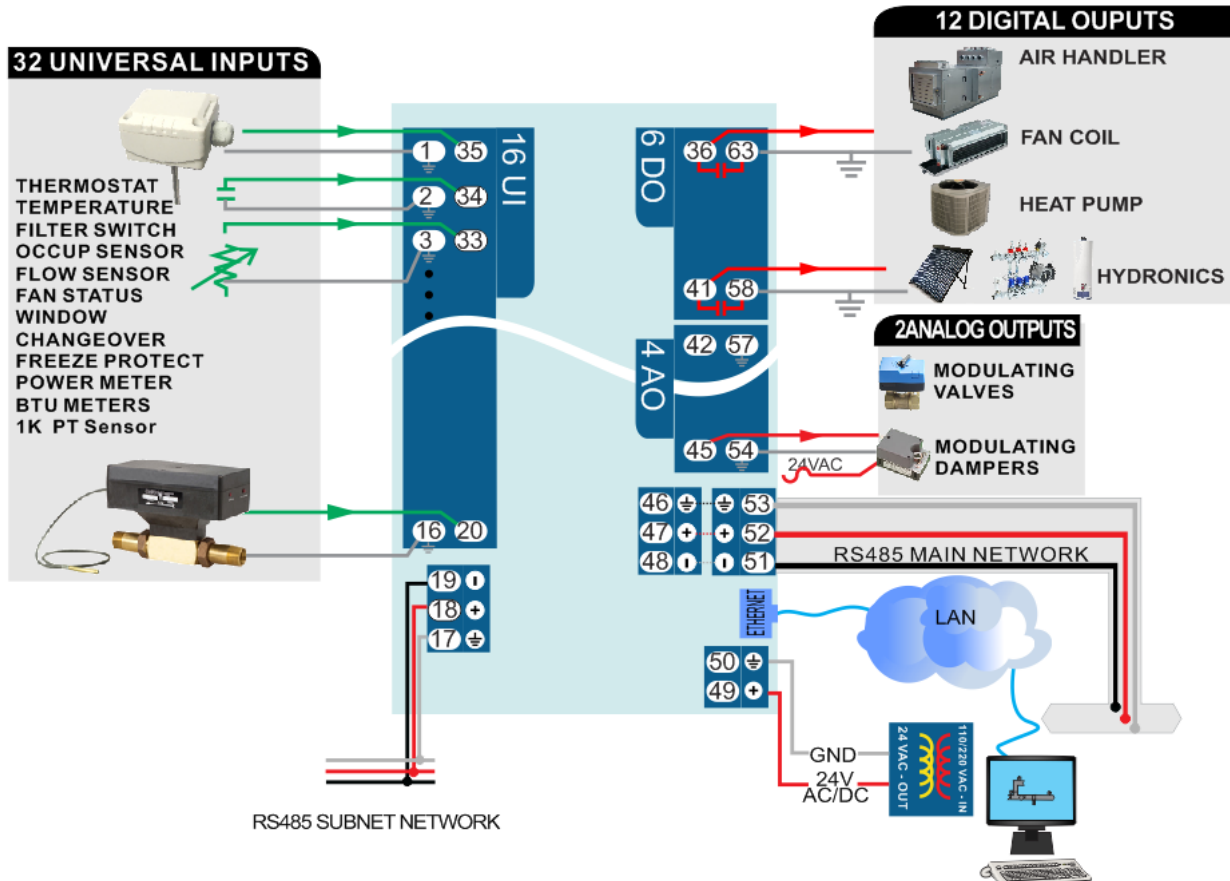 32 UNIVERSAL INPUTS
THERMOSTAT
TEMPERATURE
FILTER SWITCH
OCCUP SENSOR
FLOW SENSOR
FAN STATUS
WINDOW
CHANGEOVER
FREEZE PROTECT
POWER METER
BTU METERS
1K PT Sensor
16 UI
1 35
2 34
3 33
16 20
19 -
18 +
17
RS485 SUBNET NETWORK
6 DO
36 63
41 58
4 AO
42 57
45 54
24VAC
46 53
47 + + 52
48 - - 51
RS485 MAIN NETWORK
ETHERNET
LAN
50
49 +
GND
24V
AC/DC
24 VAC - OUT
110/220 VAC - IN
12 DIGITAL OUPUTS
AIR HANDLER
FAN COIL
HEAT PUMP
HYDRONICS
2ANALOG OUTPUTS
MODULATING
VALVES
MODULATING
DAMPERS